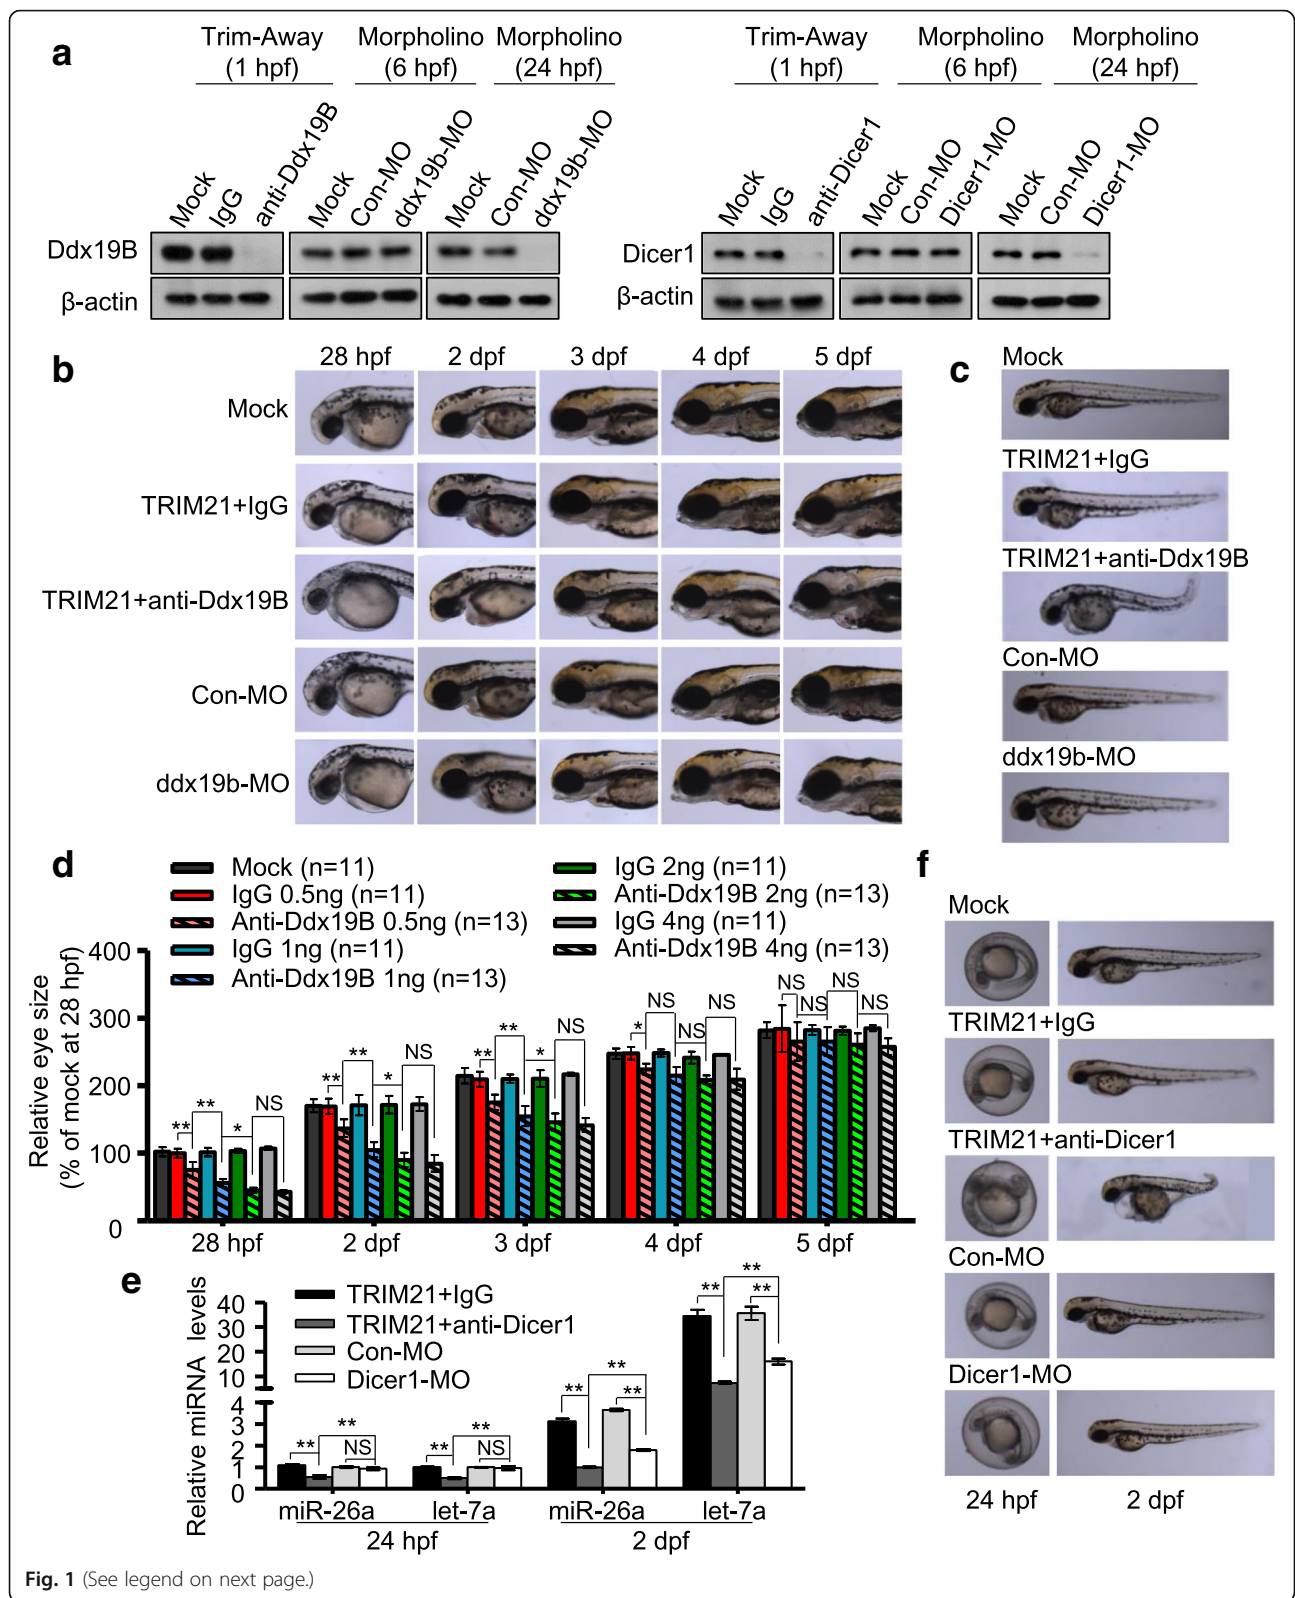 a
Trim-Away (1 hpf)
Morpholino (6 hpf)
Morpholino (24 hpf)
Mock
IgG
anti-Ddx19B
Mock
Con-MO
ddx19b-MO
Mock
Con-MO
ddx19b-MO
Ddx19B
β-actin
Trim-Away (1 hpf)
Morpholino (6 hpf)
Morpholino (24 hpf)
Mock
IgG
anti-Dicer1
Mock
Con-MO
Dicer1-MO
Mock
Con-MO
Dicer1-MO
Dicer1
β-actin
b
28 hpf 2 dpf 3 dpf 4 dpf 5 dpf
Mock
TRIM21+IgG
TRIM21+anti-Ddx19B
Con-MO
ddx19b-MO
c
Mock
TRIM21+IgG
TRIM21+anti-Ddx19B
Con-MO
ddx19b-MO
d
Mock (n=11)
IgG 0.5ng (n=11)
Anti-Ddx19B 0.5ng (n=13)
IgG 1ng (n=11)
Anti-Ddx19B 1ng (n=13)
IgG 2ng (n=11)
Anti-Ddx19B 2ng (n=13)
IgG 4ng (n=11)
Anti-Ddx19B 4ng (n=13)
Relative eye size
(% of mock at 28 hpf)
400
300
200
100
0
** ** * NS
** ** * NS
** ** * NS
* NS NS NS
NS NS NS NS
28 hpf 2 dpf 3 dpf 4 dpf 5 dpf
e
TRIM21+IgG
TRIM21+anti-Dicer1
Con-MO
Dicer1-MO
Relative miRNA levels
40
30
20
10
4
3
2
1
0
** ** NS
** ** NS
** ** **
** ** **
miR-26a let-7a miR-26a let-7a
24 hpf 2 dpf
f
Mock
TRIM21+IgG
TRIM21+anti-Dicer1
Con-MO
Dicer1-MO
24 hpf 2 dpf
Fig. 1 (See legend on next page.)